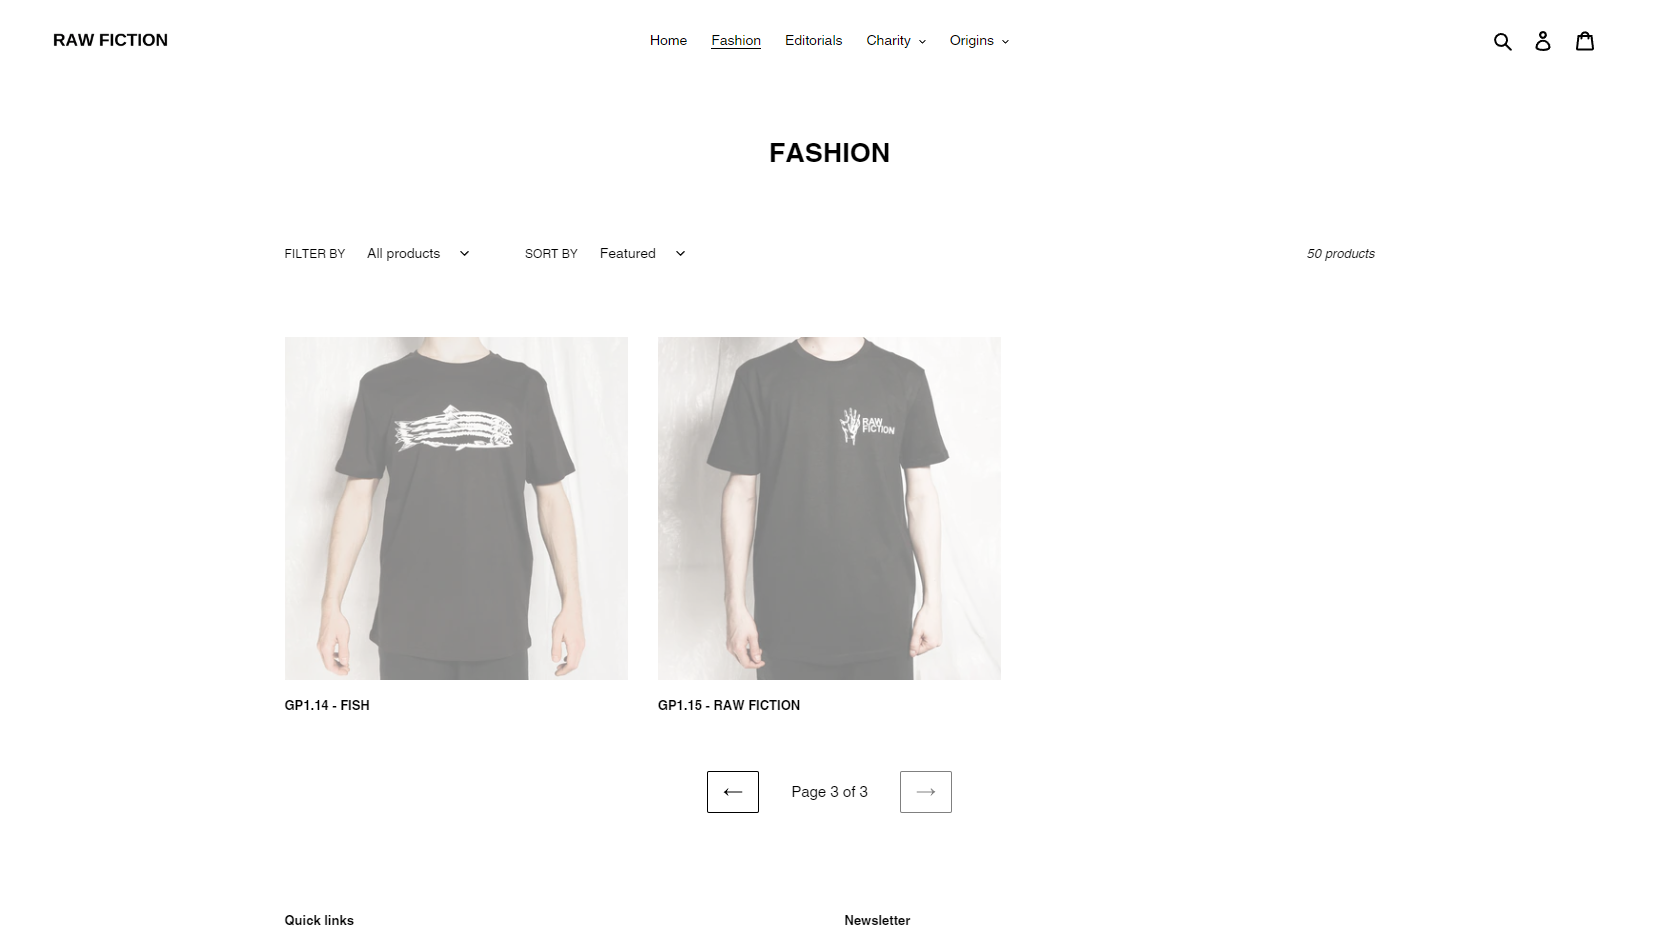 RAW FICTION
Home Fashion Editorials Charity Origins
FASHION
FILTER BY All products SORT BY Featured 50 products
RAW
FICTION
GP1.14 - FISH GP1.15 - RAW FICTION
Page 3 of 3
Quick links Newsletter